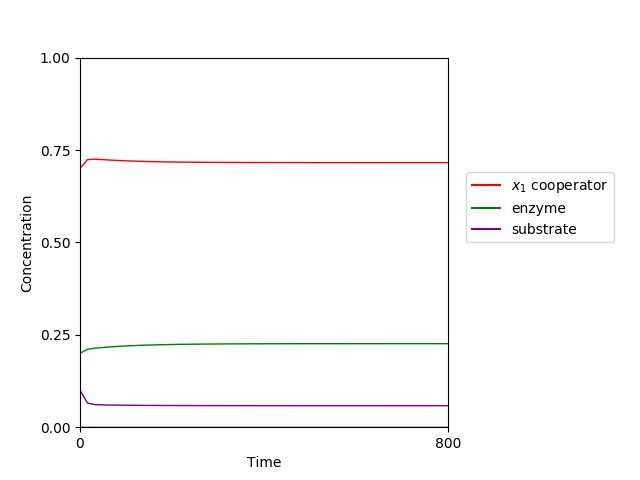 1.00
0.75
0.50
0.25
0.00
Concentration
0
800
Time
x₁ cooperator
enzyme
substrate